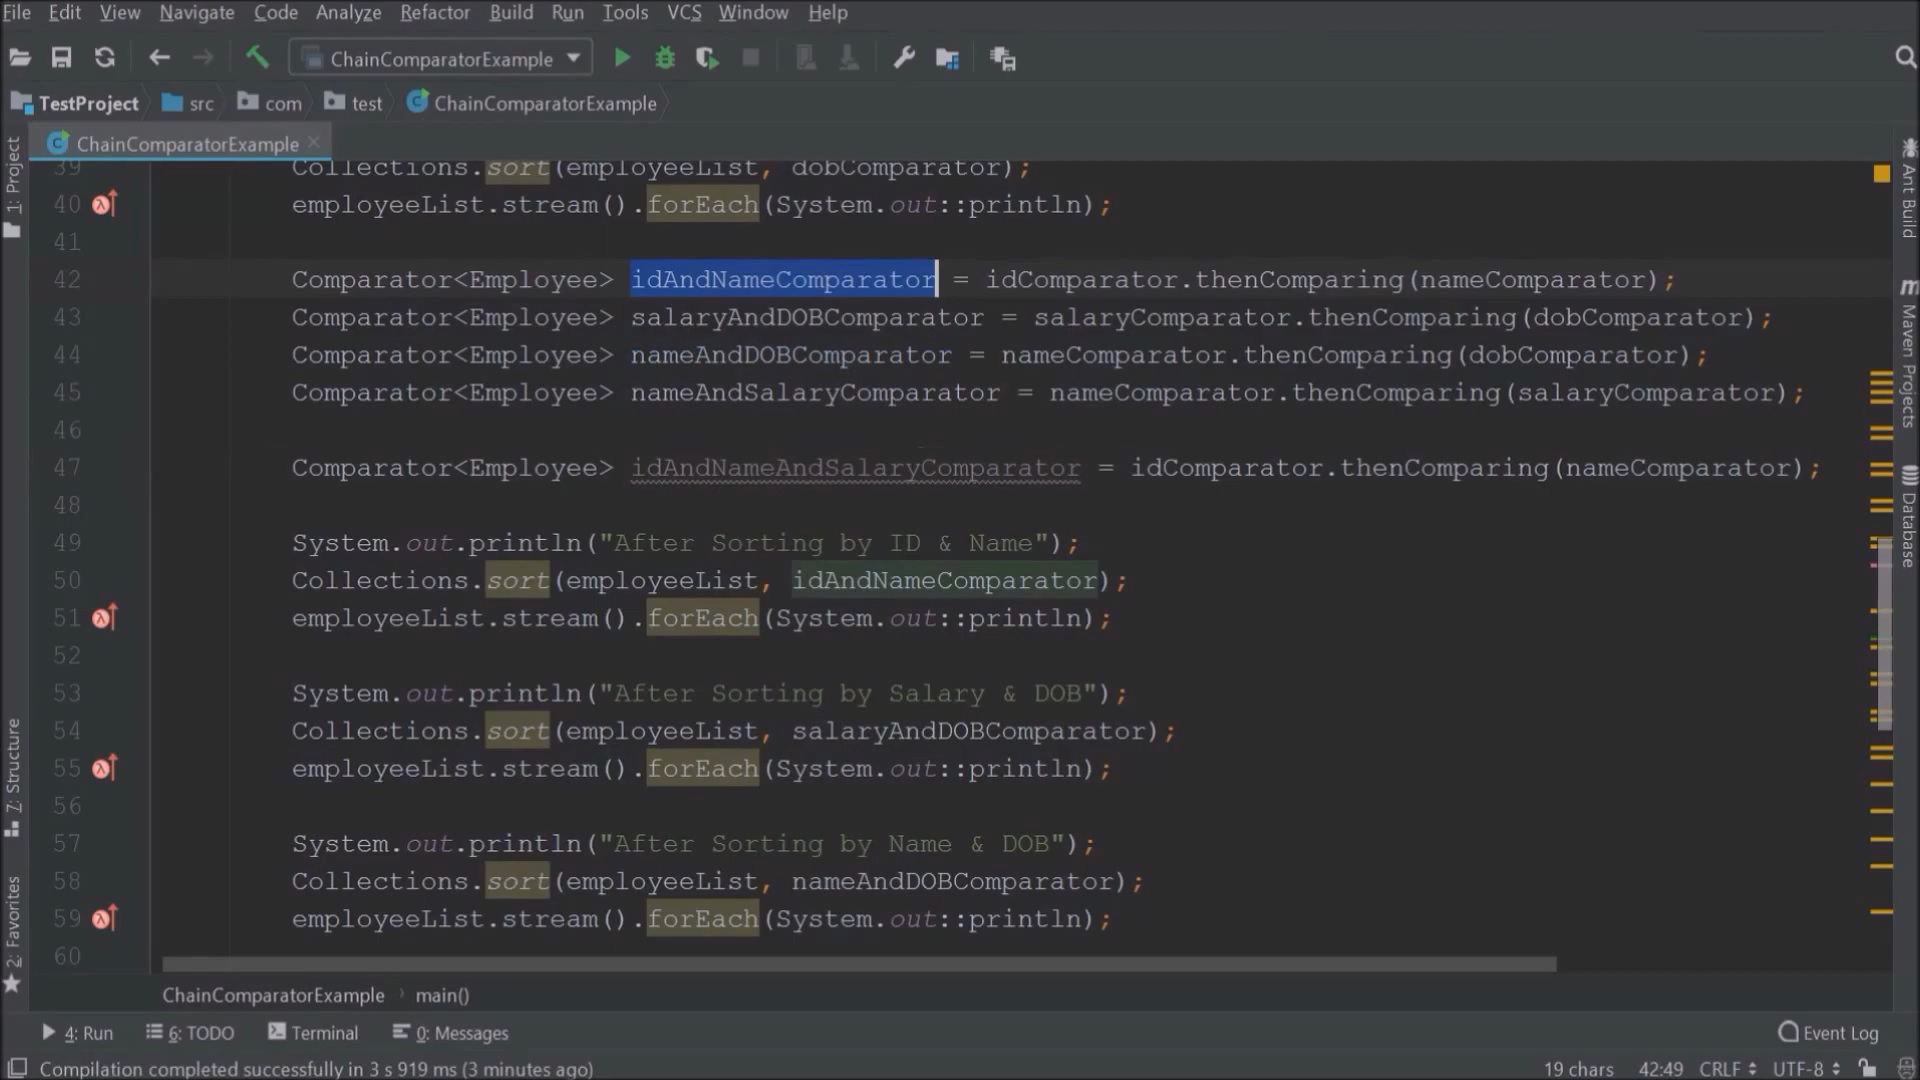 File Edit View Navigate Code Analyze Refactor Build Run Tools VCS Window Help
ChainComparatorExample
TestProject src com test ChainComparatorExample
ChainComparatorExample
39 Collections.sort(employeeList, dobComparator);
40 employeeList.stream().forEach(System.out::println);
41
42 Comparator<Employee> idAndNameComparator = idComparator.thenComparing(nameComparator);
43 Comparator<Employee> salaryAndDOBComparator = salaryComparator.thenComparing(dobComparator);
44 Comparator<Employee> nameAndDOBComparator = nameComparator.thenComparing(dobComparator);
45 Comparator<Employee> nameAndSalaryComparator = nameComparator.thenComparing(salaryComparator);
46
47 Comparator<Employee> idAndNameAndSalaryComparator = idComparator.thenComparing(nameComparator);
48
49 System.out.println("After Sorting by ID & Name");
50 Collections.sort(employeeList, idAndNameComparator);
51 employeeList.stream().forEach(System.out::println);
52
53 System.out.println("After Sorting by Salary & DOB");
54 Collections.sort(employeeList, salaryAndDOBComparator);
55 employeeList.stream().forEach(System.out::println);
56
57 System.out.println("After Sorting by Name & DOB");
58 Collections.sort(employeeList, nameAndDOBComparator);
59 employeeList.stream().forEach(System.out::println);
60
1: Project
7: Structure
2: Favorites
Ant Build
Maven Projects
Database
ChainComparatorExample main()
4: Run 6: TODO Terminal 0: Messages Event Log
Compilation completed successfully in 3 s 919 ms (3 minutes ago) 19 chars 42:49 CRLF UTF-8